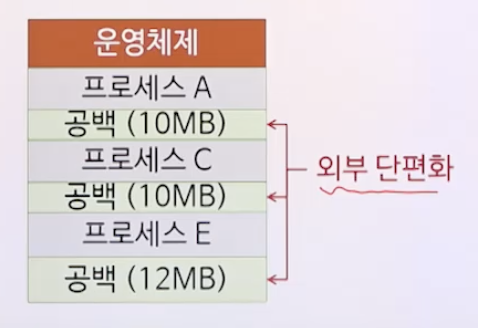 운영체제
프로세스 A
공백 (10MB)
프로세스 C
공백 (10MB)
프로세스 E
공백 (12MB)
외부 단편화